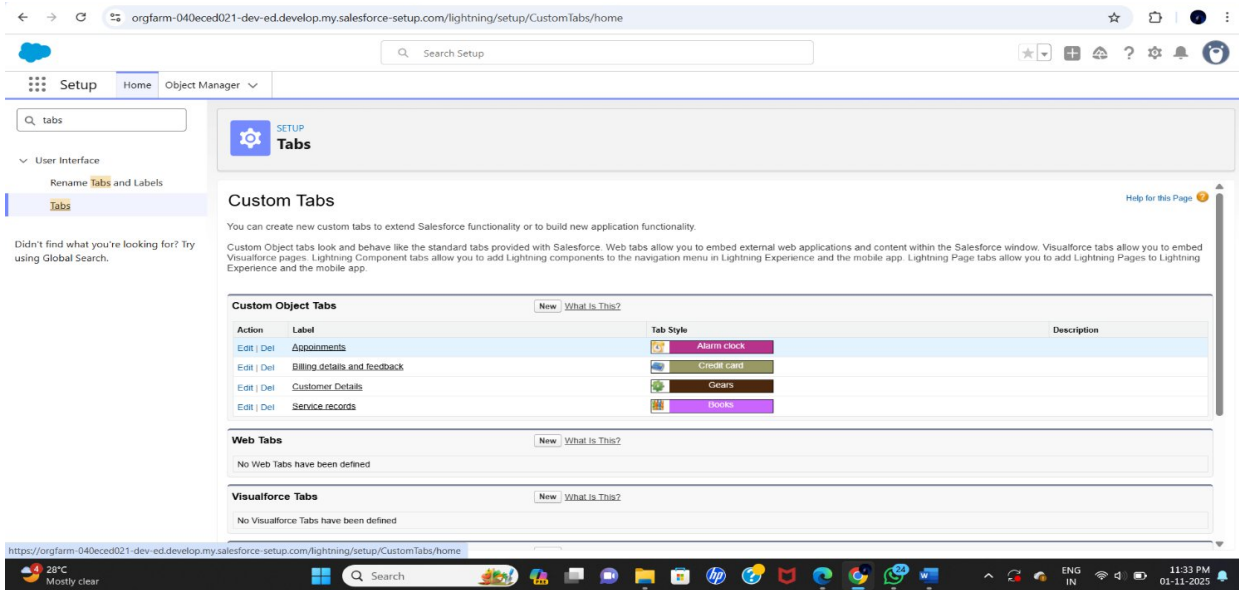 orgfarm-040eced021-dev-ed.develop.my.salesforce-setup.com/lightning/setup/CustomTabs/home
Search Setup
Setup Home Object Manager
tabs
User Interface
Rename Tabs and Labels
Tabs
Didn't find what you're looking for? Try
using Global Search.
SETUP
Tabs
Custom Tabs
Help for this Page
You can create new custom tabs to extend Salesforce functionality or to build new application functionality.
Custom Object tabs look and behave like the standard tabs provided with Salesforce. Web tabs allow you to embed external web applications and content within the Salesforce window. Visualforce tabs allow you to embed
Visualforce pages. Lightning Component tabs allow you to add Lightning components to the navigation menu in Lightning Experience and the mobile app. Lightning Page tabs allow you to add Lightning Pages to Lightning
Experience and the mobile app.
Custom Object Tabs New What Is This?
Action Label Tab Style Description
Edit | Del Appoinments Alarm clock
Edit | Del Billing details and feedback Credit card
Edit | Del Customer Details Gears
Edit | Del Service records Books
Web Tabs New What Is This?
No Web Tabs have been defined
Visualforce Tabs New What Is This?
No Visualforce Tabs have been defined
https://orgfarm-040eced021-dev-ed.develop.my.salesforce-setup.com/lightning/setup/CustomTabs/home
4 28°C
Mostly clear
Search
24
ENG
IN
11:33 PM
01-11-2025